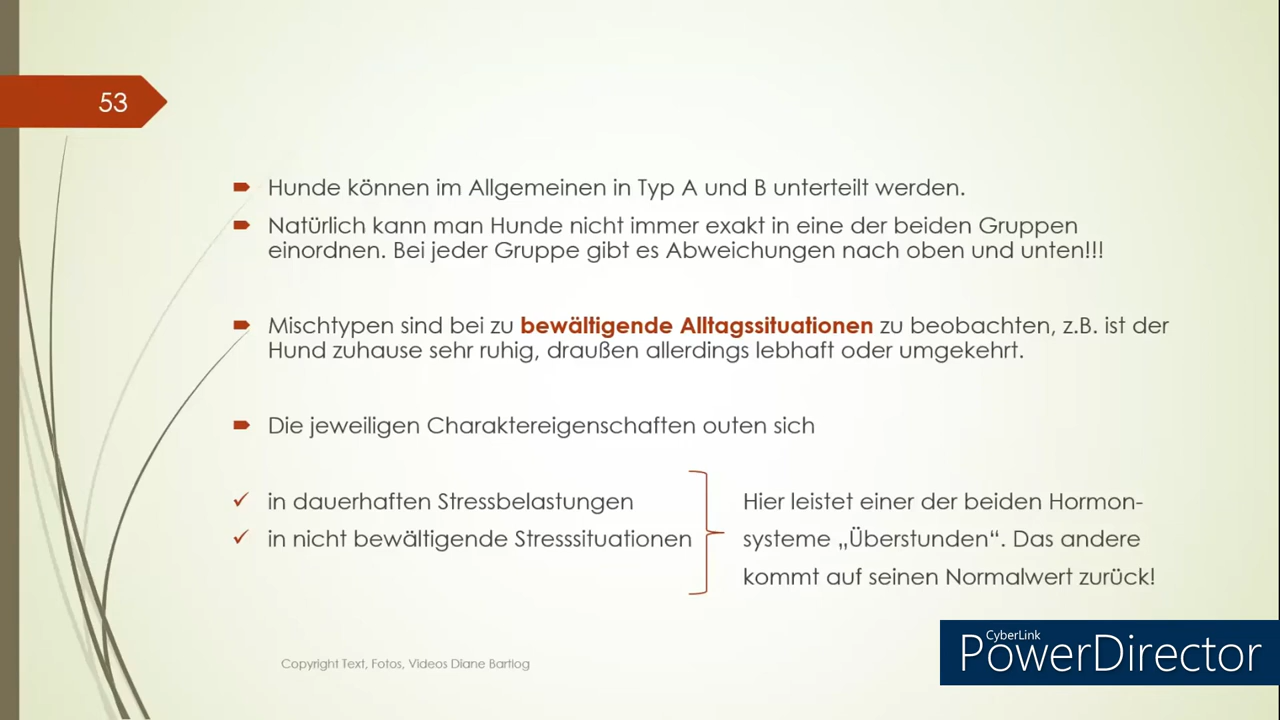 53
Hunde können im Allgemeinen in Typ A und B unterteilt werden.
Natürlich kann man Hunde nicht immer exakt in eine der beiden Gruppen
einordnen. Bei jeder Gruppe gibt es Abweichungen nach oben und unten!!!
Mischtypen sind bei zu bewältigende Alltagssituationen zu beobachten, z.B. ist der
Hund zuhause sehr ruhig, draußen allerdings lebhaft oder umgekehrt.
Die jeweiligen Charaktereigenschaften outen sich
in dauerhaften Stressbelastungen
in nicht bewältigende Stresssituationen
Hier leistet einer der beiden Hormon-
systeme „Überstunden“. Das andere
kommt auf seinen Normalwert zurück!
Copyright Text, Fotos, Videos Diane Bartlog
CyberLink
PowerDirector